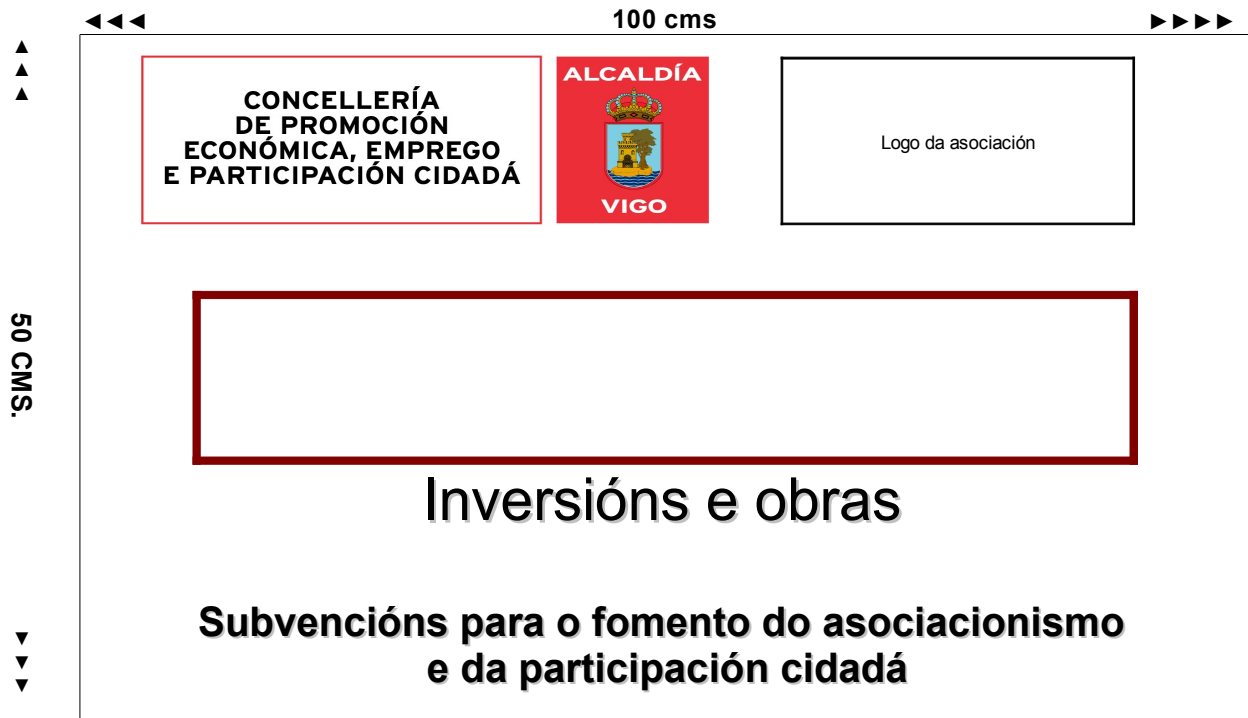 ◄◄◄ 100 cms ►►►►
▲
▲
▲
CONCELLERÍA
DE PROMOCIÓN
ECONÓMICA, EMPREGO
E PARTICIPACIÓN CIDADÁ
ALCALDÍA
VIGO
Logo da asociación
50 CMS.
Inversións e obras
Subvencións para o fomento do asociacionismo
e da participación cidadá
▼
▼
▼